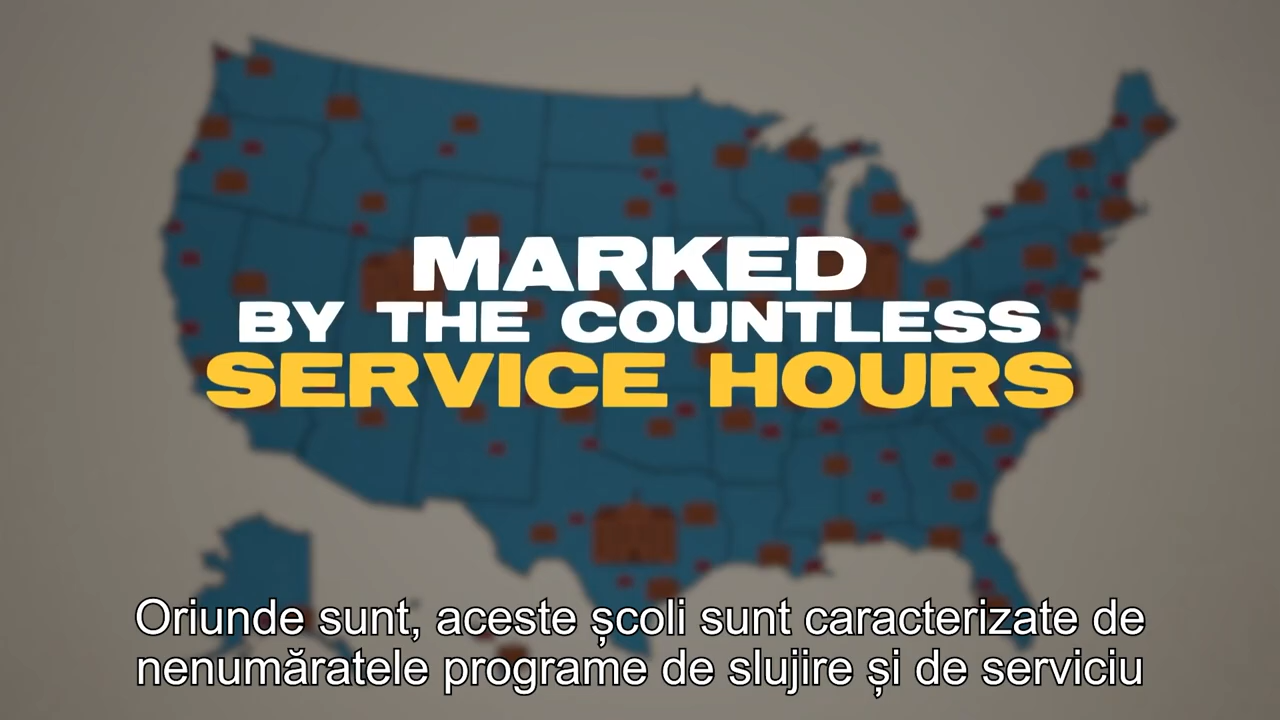 MARKED
BY THE COUNTLESS
SERVICE HOURS
Oriunde sunt, aceste școli sunt caracterizate de
nenumăratele programe de slujire și de serviciu